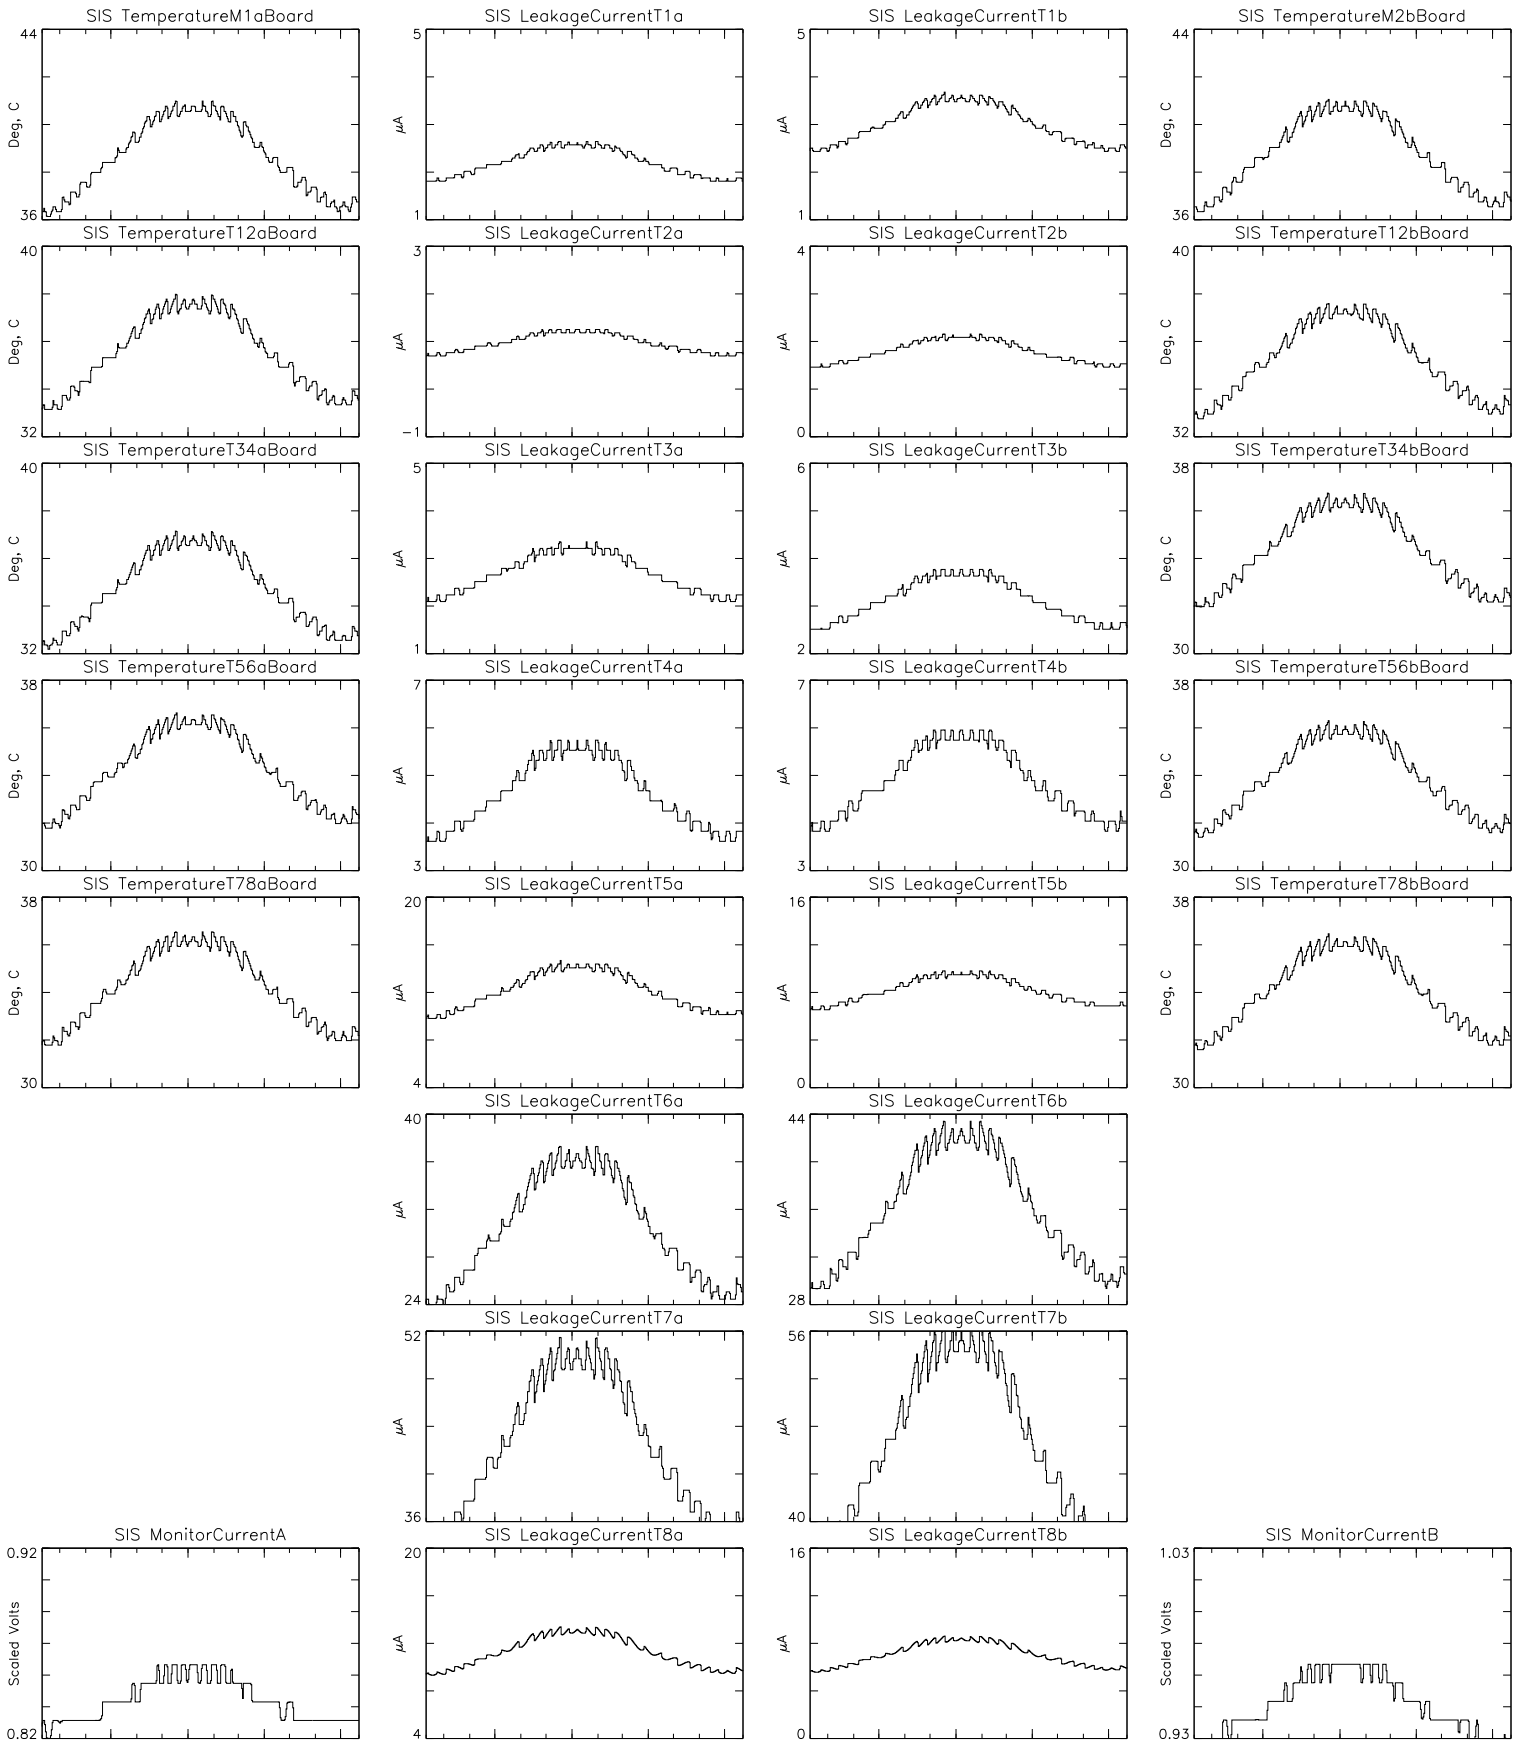 SIS TemperatureM1aBoard
44
Deg, C
36
SIS LeakageCurrentT1a
5
μA
1
SIS LeakageCurrentT1b
5
μA
1
SIS TemperatureM2bBoard
44
Deg, C
36
SIS TemperatureT12aBoard
40
Deg, C
32
SIS LeakageCurrentT2a
3
μA
-1
SIS LeakageCurrentT2b
4
μA
0
SIS TemperatureT12bBoard
40
Deg, C
32
SIS TemperatureT34aBoard
40
Deg, C
32
SIS LeakageCurrentT3a
5
μA
1
SIS LeakageCurrentT3b
6
μA
2
SIS TemperatureT34bBoard
38
Deg, C
30
SIS TemperatureT56aBoard
38
Deg, C
30
SIS LeakageCurrentT4a
7
μA
3
SIS LeakageCurrentT4b
7
μA
3
SIS TemperatureT56bBoard
38
Deg, C
30
SIS TemperatureT78aBoard
38
Deg, C
30
SIS LeakageCurrentT5a
20
μA
4
SIS LeakageCurrentT5b
16
μA
0
SIS TemperatureT78bBoard
38
Deg, C
30
SIS LeakageCurrentT6a
40
μA
24
SIS LeakageCurrentT6b
44
μA
28
SIS LeakageCurrentT7a
52
μA
36
SIS LeakageCurrentT7b
56
μA
40
SIS MonitorCurrentA
0.92
Scaled Volts
0.82
SIS LeakageCurrentT8a
20
μA
4
SIS LeakageCurrentT8b
16
μA
0
SIS MonitorCurrentB
1.03
Scaled Volts
0.93